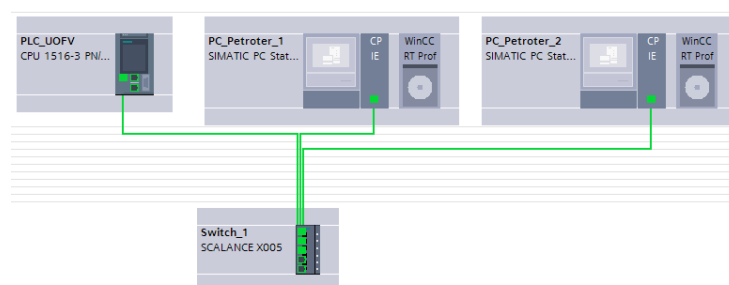 PLC_UOFV
CPU 1516-3 PN/...
PC_Petroter_1
SIMATIC PC Stat...
CP
IE
WinCC
RT Prof
PC_Petroter_2
SIMATIC PC Stat...
CP
IE
WinCC
RT Prof
Switch_1
SCALANCE X005